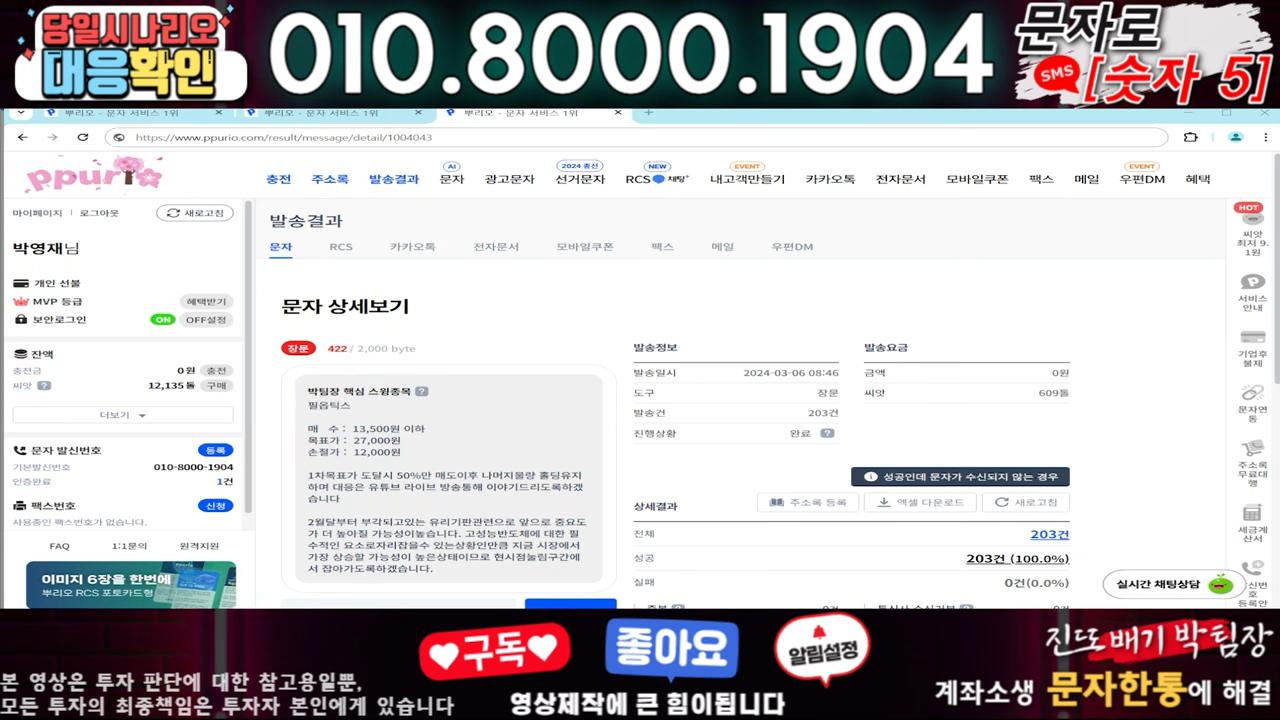 당일시나리오
대응확인
010.8000.1904
문자로
SMS
[숫자 5]
뿌리오 - 문자 서비스 1위
뿌리오 - 문자 서비스 1위
뿌리오 - 문자 서비스 1위
https://www.ppurio.com/result/message/detail/1004043
ppurio
충전
주소록
발송결과
AI
문자
광고문자
2024 총선
선거문자
NEW
RCS 채팅+
EVENT
내고객만들기
카카오톡
전자문서
모바일쿠폰
팩스
메일
EVENT
우편DM
혜택
마이페이지 | 로그아웃
새로고침
박영재님
개인 선불
MVP 등급
혜택받기
보안로그인
ON
OFF설정
잔액
충전금 0원 충전
씨앗 ? 12,135톨 구매
더보기
문자 발신번호 등록
기본발신번호 010-8000-1904
인증완료 1건
팩스번호 신청
사용중인 팩스번호가 없습니다.
FAQ 1:1문의 원격지원
이미지 6장을 한번에
뿌리오 RCS 포토카드형
발송결과
문자 RCS 카카오톡 전자문서 모바일쿠폰 팩스 메일 우편DM
문자 상세보기
장문 422 / 2,000 byte
박팀장 핵심 스윙종목 ?
필옵틱스
매 수 : 13,500원 이하
목표가 : 27,000원
손절가 : 12,000원
1차목표가 도달시 50%만 매도이후 나머지물량 홀딩유지
하며 대응은 유튜브 라이브 방송통해 이야기드리도록하겠
습니다
2월달부터 부각되고있는 유리기판관련으로 앞으로 중요도
가 더 높아질 가능성이높습니다. 고성능반도체에 대한 필
수적인 요소로자리잡을수 있는상황인만큼 지금 시장에서
가장 상승할 가능성이 높은상태이므로 현시점눌림구간에
서 잡아가도록하겠습니다.
발송정보
발송일시 2024-03-06 08:46
도구 장문
발송건 203건
진행상황 완료 ?
발송요금
금액 0원
씨앗 609톨
성공인데 문자가 수신되지 않는 경우
상세결과
주소록 등록
엑셀 다운로드
새로고침
전체 203건
성공 203건 (100.0%)
실패 0건(0.0%)
HOT
씨앗
최저 9.
1원
서비스
안내
기업후
불제
문자연
동
주소록
무료대
행
세금계
산서
실시간 채팅상담
구독
좋아요
알림설정
영상제작에 큰 힘이됩니다
본 영상은 투자 판단에 대한 참고용일뿐,
모든 투자의 최종책임은 투자자 본인에게 있습니다
진또배기 박팀장
계좌소생 문자한통에 해결